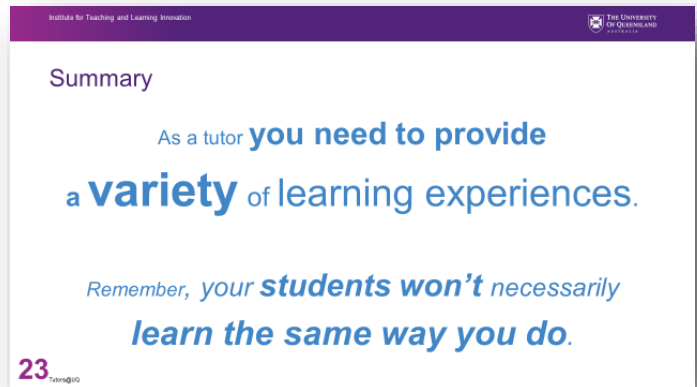 Institute for Teaching and Learning Innovation
THE UNIVERSITY
OF QUEENSLAND
AUSTRALIA
Summary
As a tutor you need to provide
a variety of learning experiences.
Remember, your students won't necessarily
learn the same way you do.
23 Tutors@UQ